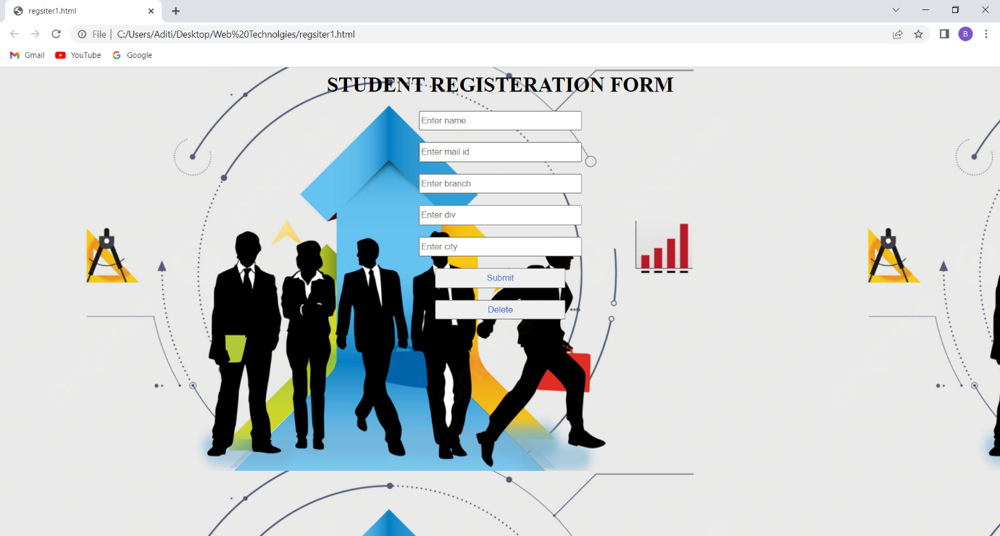 regsiter1.html
File | C:/Users/Aditi/Desktop/Web%20Technolgies/regsiter1.html
B
Gmail YouTube Google
STUDENT REGISTERATION FORM
Enter name
Enter mail id
Enter branch
Enter div
Enter city
Submit
Delete